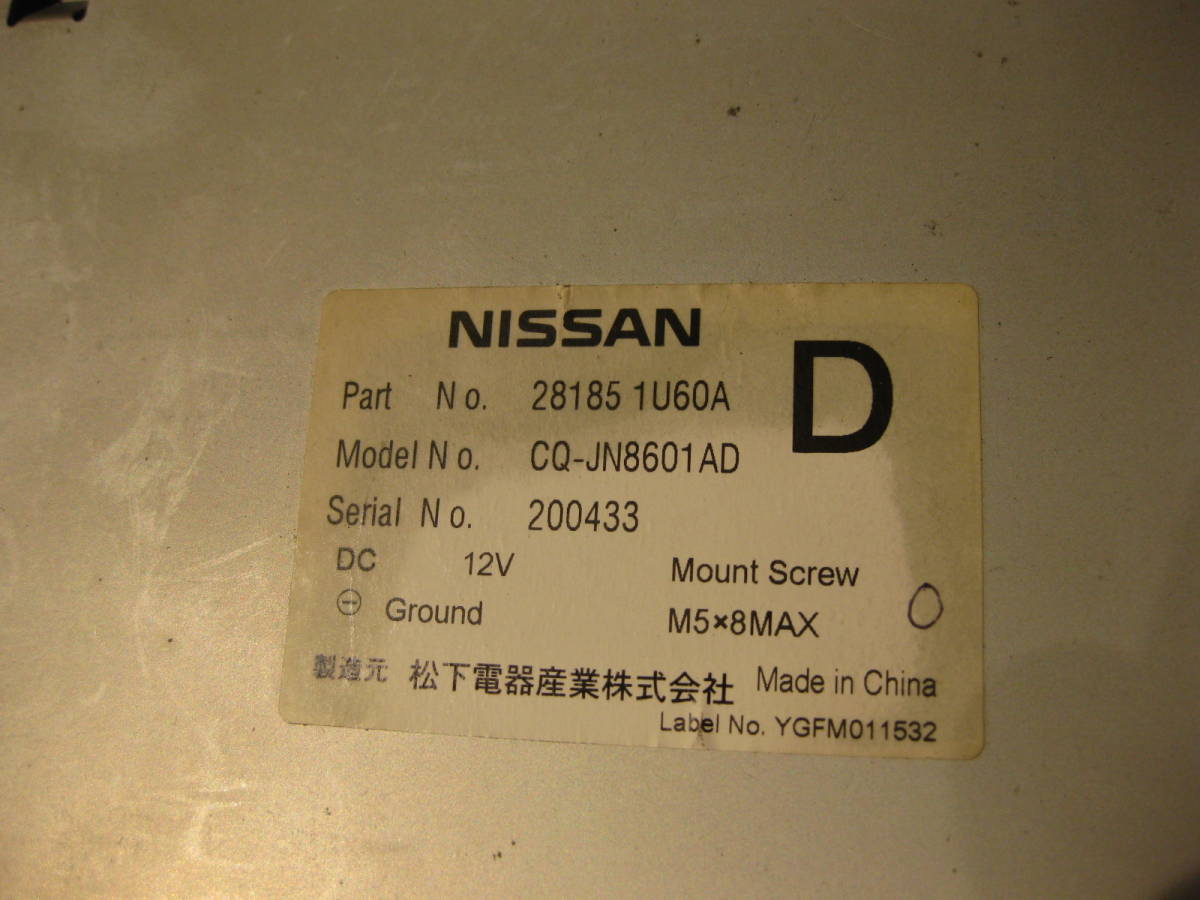 NISSAN
D
Part No. 28185 1U60A
Model No. CQ-JN8601AD
Serial No. 200433
DC 12V Mount Screw
⊖ Ground M5×8MAX
製造元 松下電器産業株式会社 Made in China
Label No. YGFM011532